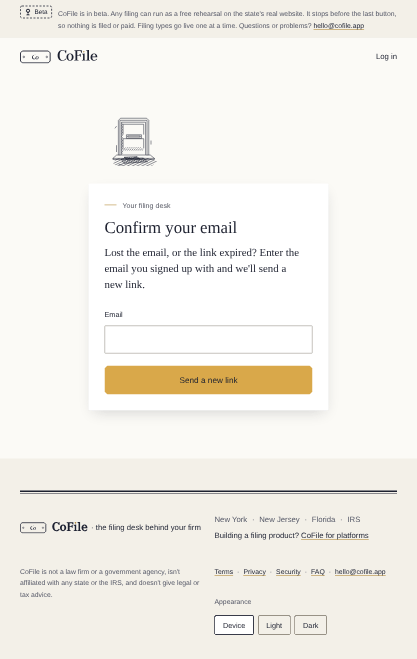 Beta
CoFile is in beta. Any filing can run as a free rehearsal on the state's real website. It stops before the last button,
so nothing is filed or paid. Filing types go live one at a time. Questions or problems? hello@cofile.app
Co CoFile
Log in
Your filing desk
Confirm your email
Lost the email, or the link expired? Enter the
email you signed up with and we'll send a
new link.
Email
Send a new link
Co CoFile · the filing desk behind your firm
New York · New Jersey · Florida · IRS
Building a filing product? CoFile for platforms
CoFile is not a law firm or a government agency, isn't
affiliated with any state or the IRS, and doesn't give legal or
tax advice.
Terms · Privacy · Security · FAQ · hello@cofile.app
Appearance
Device Light Dark